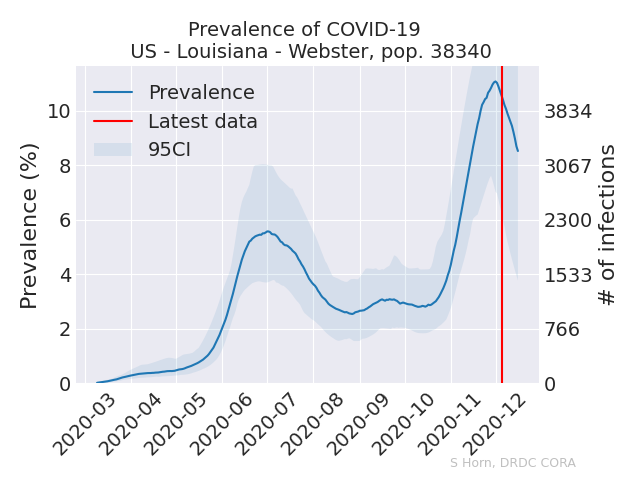 Prevalence of COVID-19
US - Louisiana - Webster, pop. 38340
Prevalence
Latest data
95CI
Prevalence (%)
10
8
6
4
2
0
3834
3067
2300
1533
766
0
# of infections
2020-03
2020-04
2020-05
2020-06
2020-07
2020-08
2020-09
2020-10
2020-11
2020-12
S Horn, DRDC CORA